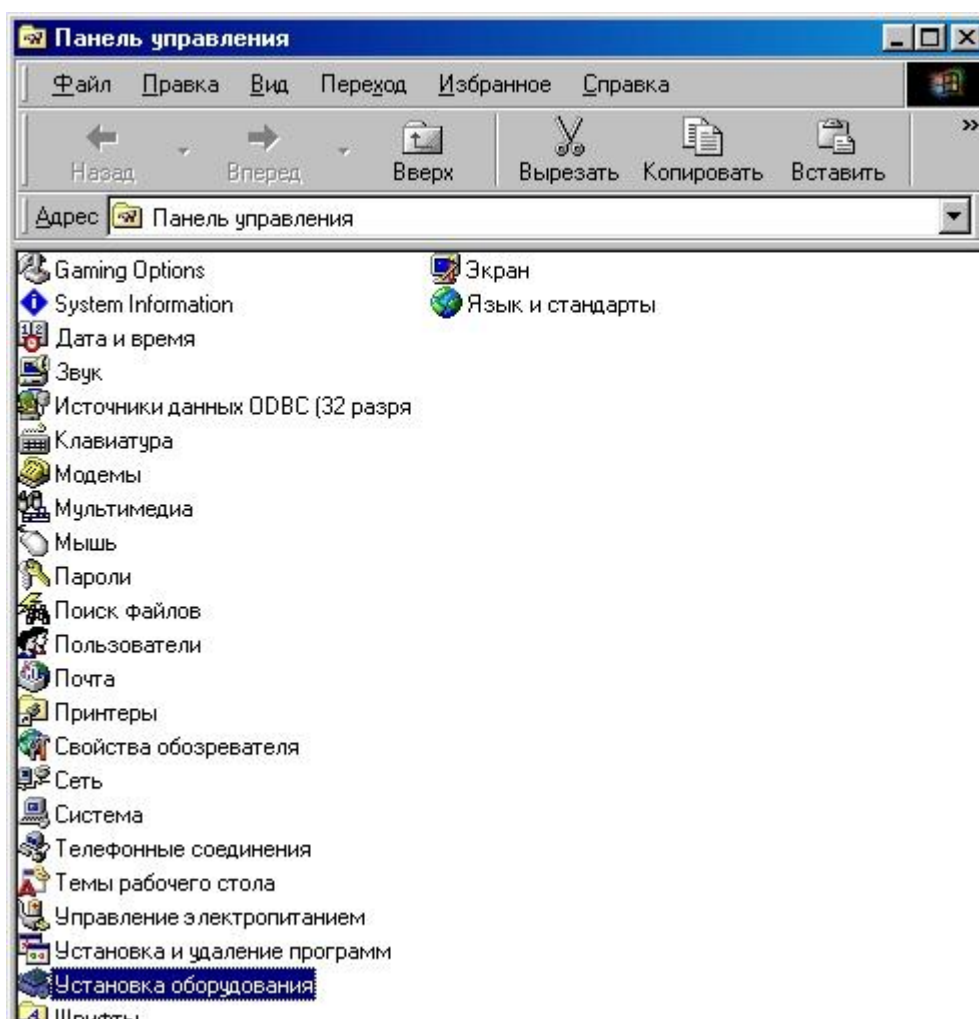 Панель управления
Файл Правка Вид Переход Избранное Справка
Назад Вперед Вверх Вырезать Копировать Вставить »
Адрес Панель управления
Gaming Options
System Information
Дата и время
Звук
Источники данных ODBC (32 разря
Клавиатура
Модемы
Мультимедиа
Мышь
Пароли
Поиск файлов
Пользователи
Почта
Принтеры
Свойства обозревателя
Сеть
Система
Телефонные соединения
Темы рабочего стола
Управление электропитанием
Установка и удаление программ
Установка оборудования
Шрифты
Экран
Язык и стандарты